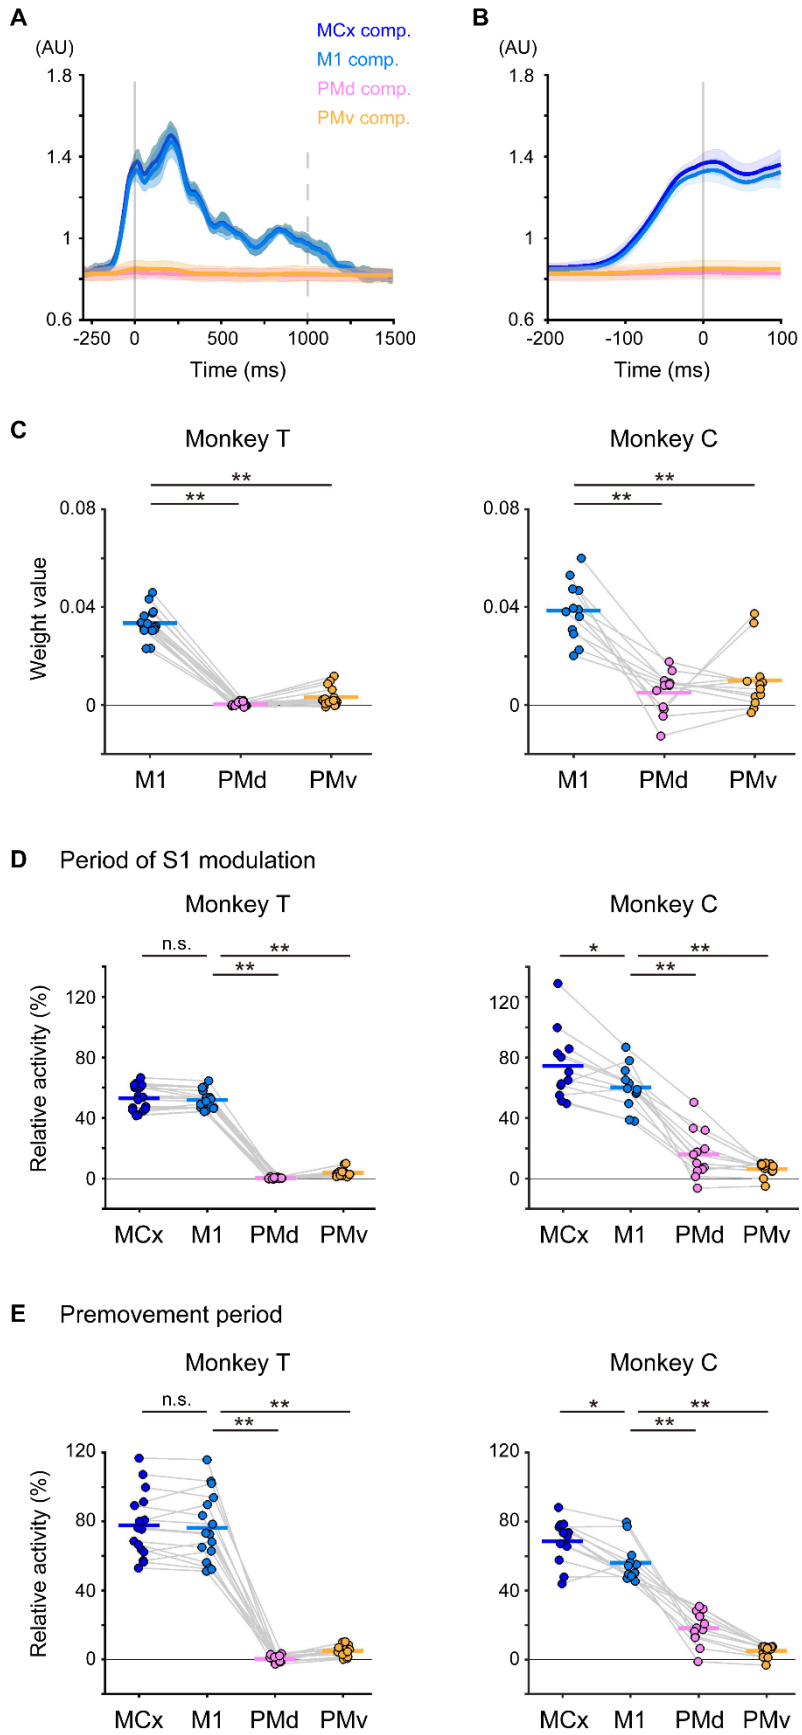 A
B
(AU)
MCx comp.
M1 comp.
PMd comp.
PMv comp.
(AU)
1.8
1.4
1
0.6
-250 0 500 1000 1500
Time (ms)
1.8
1.4
1
0.6
-200 -100 0 100
Time (ms)
C
Monkey T
Monkey C
**
**
0.08
0.04
0
Weight value
M1 PMd PMv
**
**
0.08
0.04
0
M1 PMd PMv
D Period of S1 modulation
Monkey T
Monkey C
n.s. **
**
120
80
40
0
Relative activity (%)
MCx M1 PMd PMv
* **
**
120
80
40
0
MCx M1 PMd PMv
E Premovement period
Monkey T
Monkey C
n.s. **
**
120
80
40
0
Relative activity (%)
MCx M1 PMd PMv
* **
**
120
80
40
0
MCx M1 PMd PMv